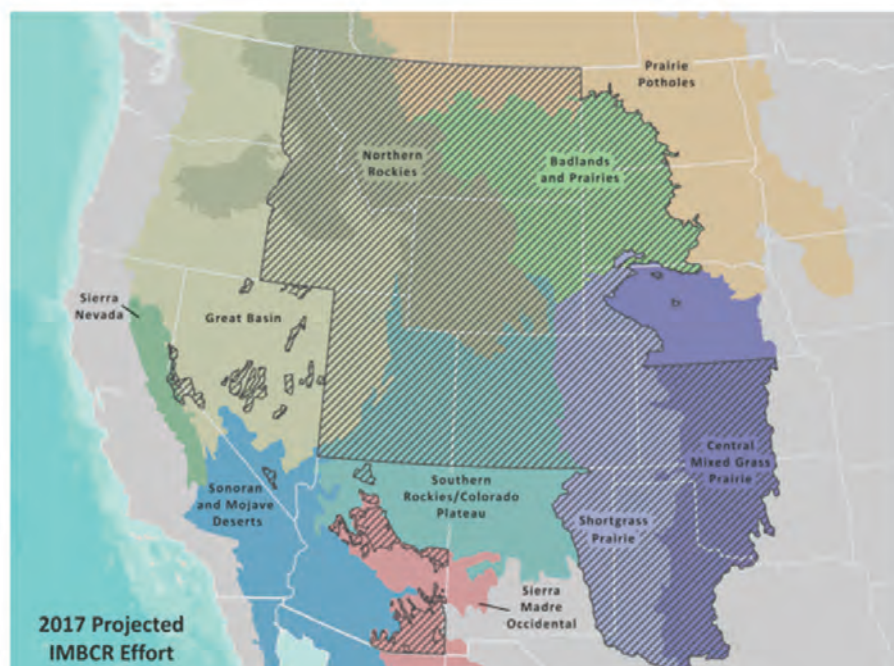 Prairie
Potholes
Northern
Rockies
Badlands
and Prairies
Sierra
Nevada
Great Basin
Sonoran
and Mojave
Deserts
Southern
Rockies/Colorado
Plateau
Shortgrass
Prairie
Central
Mixed Grass
Prairie
Sierra
Madre
Occidental
2017 Projected
IMBCR Effort